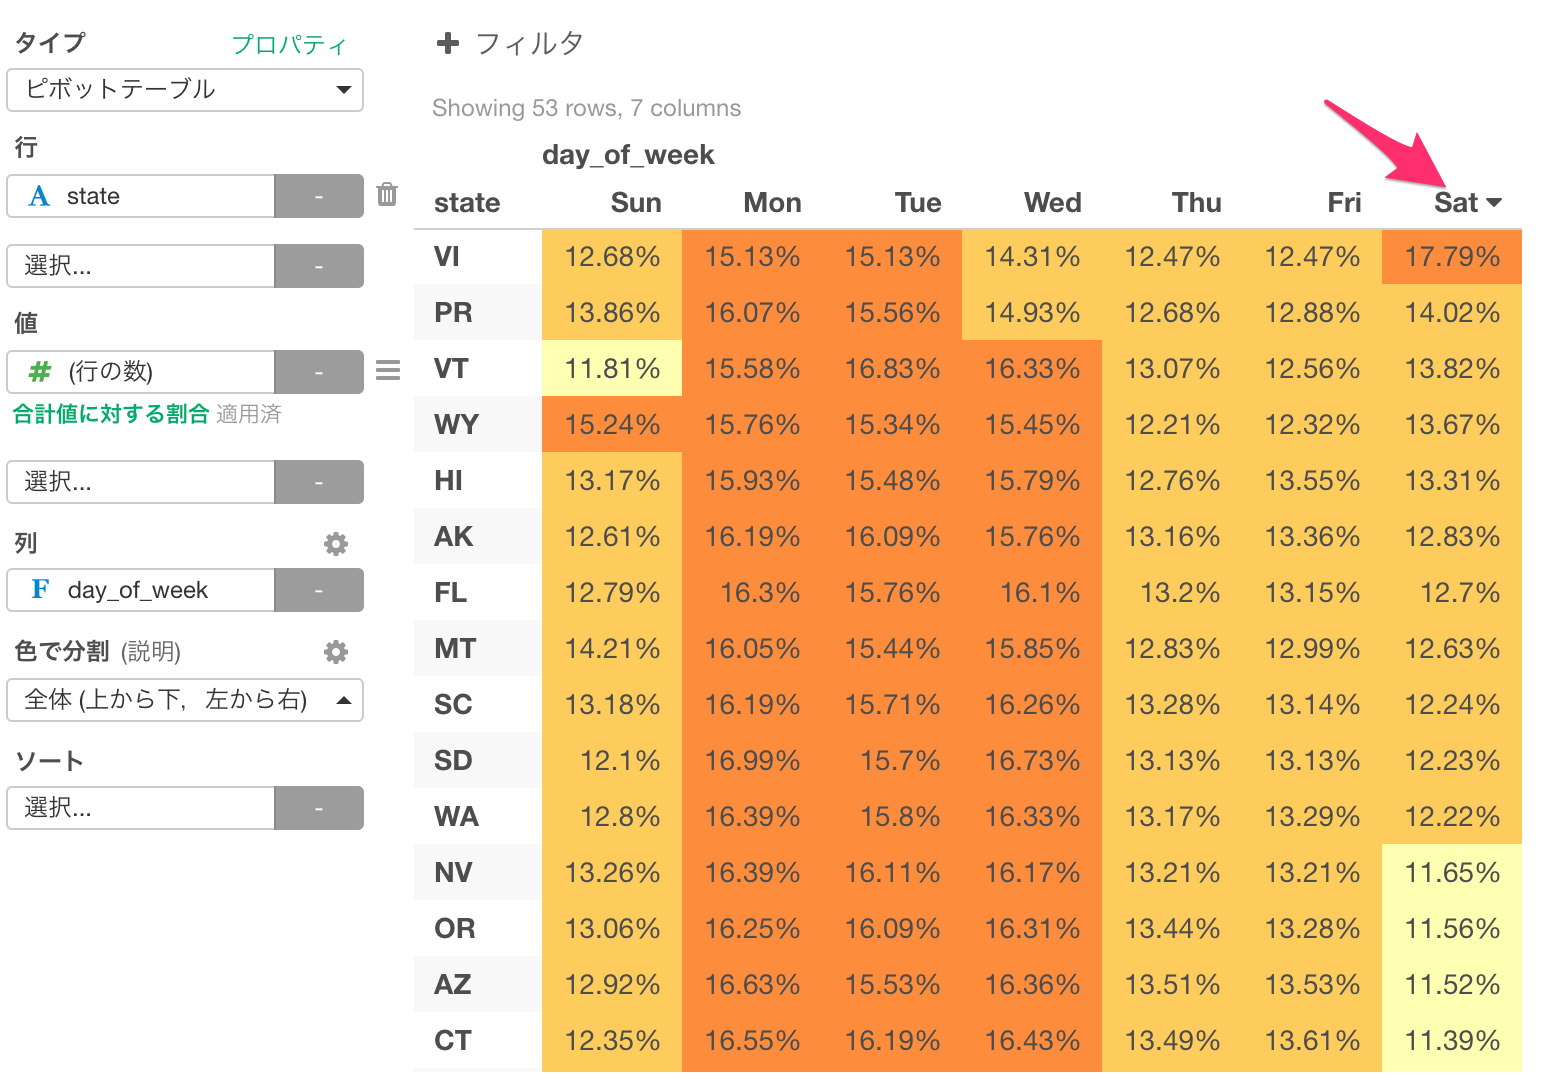 タイプ プロパティ
ピボットテーブル
行
A state -
選択... -
値
# (行の数) -
合計値に対する割合 適用済
選択... -
列
F day_of_week -
色で分割 (説明)
全体 (上から下, 左から右)
ソート
選択... -
+ フィルタ
Showing 53 rows, 7 columns
day_of_week
state Sun Mon Tue Wed Thu Fri Sat
VI 12.68% 15.13% 15.13% 14.31% 12.47% 12.47% 17.79%
PR 13.86% 16.07% 15.56% 14.93% 12.68% 12.88% 14.02%
VT 11.81% 15.58% 16.83% 16.33% 13.07% 12.56% 13.82%
WY 15.24% 15.76% 15.34% 15.45% 12.21% 12.32% 13.67%
HI 13.17% 15.93% 15.48% 15.79% 12.76% 13.55% 13.31%
AK 12.61% 16.19% 16.09% 15.76% 13.16% 13.36% 12.83%
FL 12.79% 16.3% 15.76% 16.1% 13.2% 13.15% 12.7%
MT 14.21% 16.05% 15.44% 15.85% 12.83% 12.99% 12.63%
SC 13.18% 16.19% 15.71% 16.26% 13.28% 13.14% 12.24%
SD 12.1% 16.99% 15.7% 16.73% 13.13% 13.13% 12.23%
WA 12.8% 16.39% 15.8% 16.33% 13.17% 13.29% 12.22%
NV 13.26% 16.39% 16.11% 16.17% 13.21% 13.21% 11.65%
OR 13.06% 16.25% 16.09% 16.31% 13.44% 13.28% 11.56%
AZ 12.92% 16.63% 15.53% 16.36% 13.51% 13.53% 11.52%
CT 12.35% 16.55% 16.19% 16.43% 13.49% 13.61% 11.39%